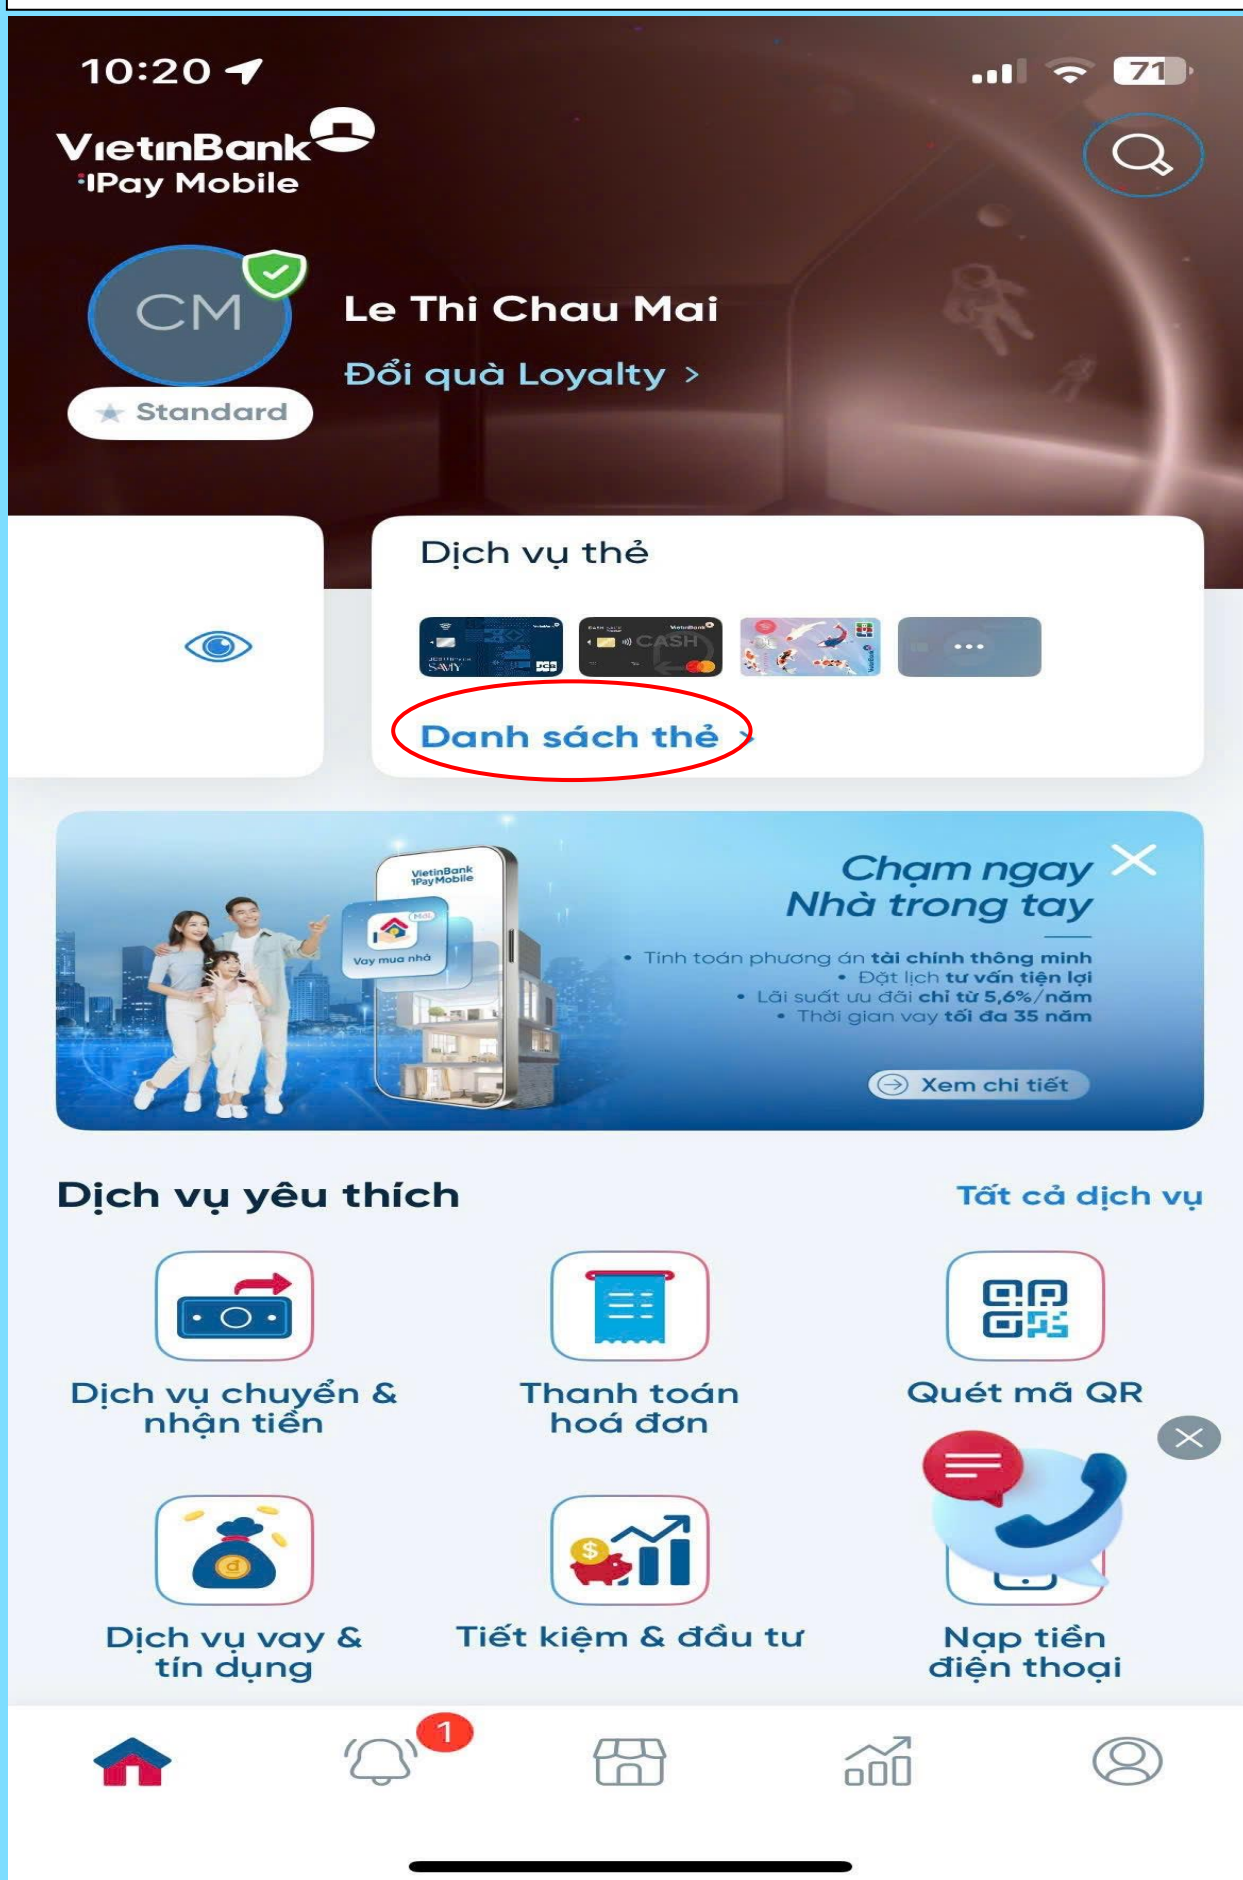 10:20
71
VietinBank
iPay Mobile
CM
Le Thi Chau Mai
Đổi quà Loyalty >
Standard
Dịch vụ thẻ
CASH
VietinBank
JCB
Danh sách thẻ >
VietinBank
iPay Mobile
Mới
Vay mua nhà
Chạm ngay
Nhà trong tay
• Tính toán phương án tài chính thông minh
• Đặt lịch tư vấn tiện lợi
• Lãi suất ưu đãi chỉ từ 5,6%/năm
• Thời gian vay tối đa 35 năm
Xem chi tiết
Dịch vụ yêu thích
Tất cả dịch vụ
Dịch vụ chuyển &
nhận tiền
Thanh toán
hoá đơn
Quét mã QR
Dịch vụ vay &
tín dụng
Tiết kiệm & đầu tư
Nạp tiền
điện thoại
1